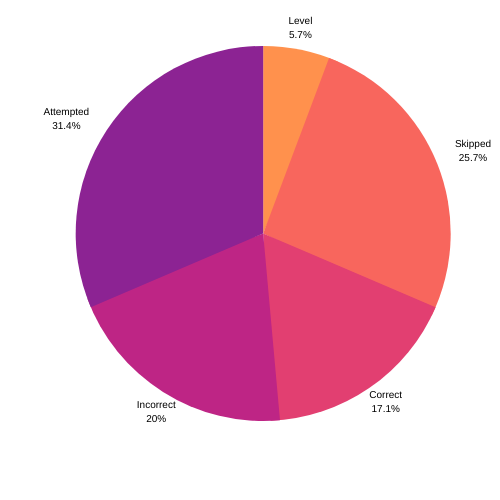 Level
5.7%
Attempted
31.4%
Skipped
25.7%
Correct
17.1%
Incorrect
20%